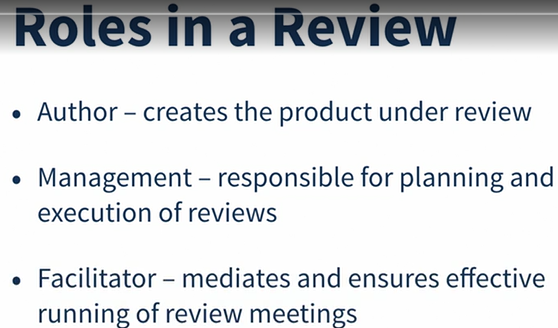 Roles in a Review
• Author – creates the product under review
• Management – responsible for planning and
execution of reviews
• Facilitator – mediates and ensures effective
running of review meetings